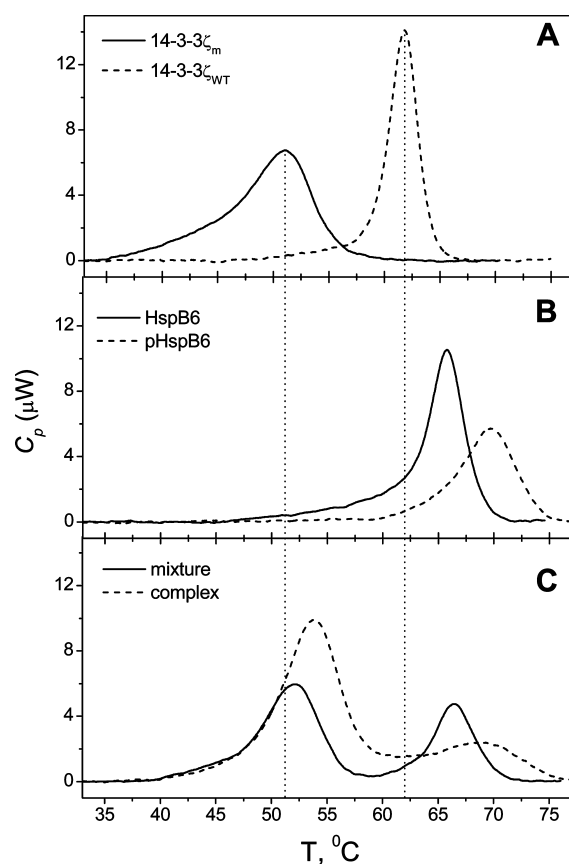 A
14-3-3ζm
14-3-3ζWT
12
8
4
0
B
HspB6
pHspB6
12
8
4
0
Cp (μW)
C
mixture
complex
12
8
4
0
35 40 45 50 55 60 65 70 75
T, ⁰C